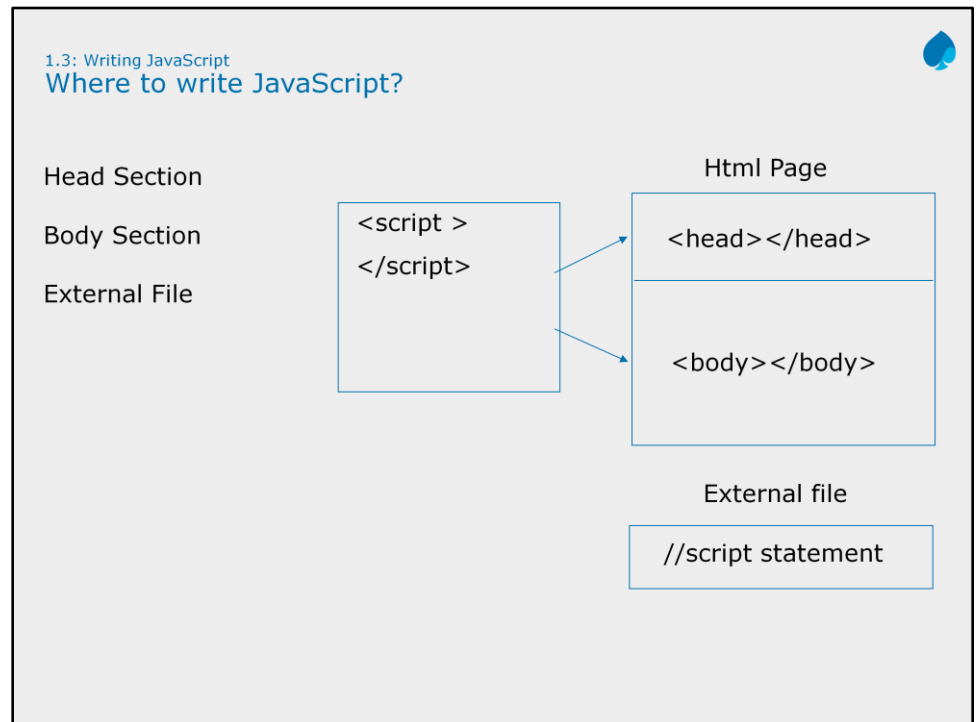 1.3: Writing JavaScript
Where to write JavaScript?
Head Section
Body Section
External File
<script >
</script>
Html Page
<head></head>
<body></body>
External file
//script statement